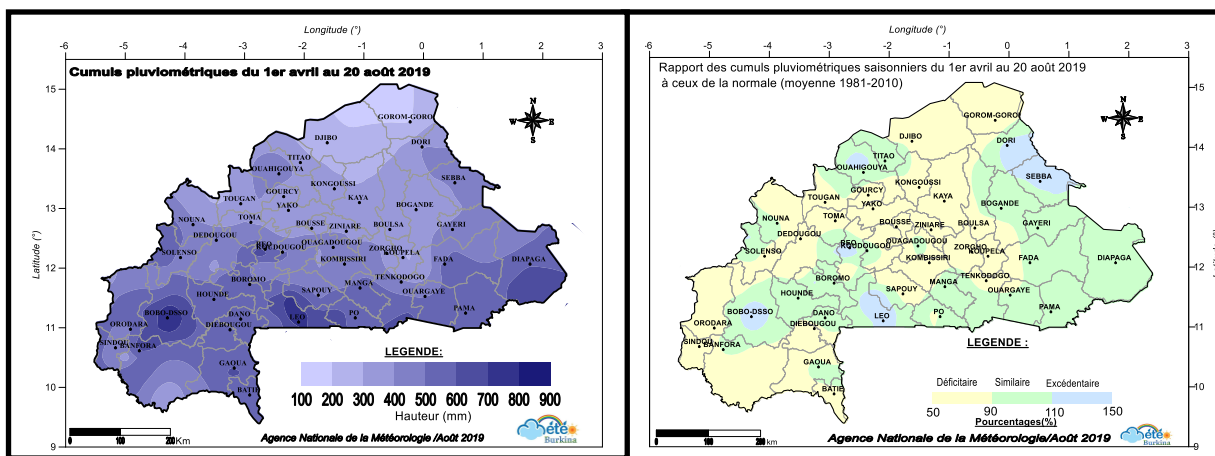 Longitude (°)
-6 -5 -4 -3 -2 -1 0 1 2 3
Cumuls pluviométriques du 1er avril au 20 août 2019
15
14
13
12
11
10
9
Latitude (°)
N
W E
S
GOROM-GOROI
DJIBO
DORI
TITAO
OUAHIGOUYA
SEBBA
KONGOUSSI
GOURCY
KAYA
TOUGAN
YAKO
BOGANDE
NOUNA
TOMA
BOUSSE
ZINIARE
BOULSA
GAYERI
DEDOUGOU
REO
KOUDOUGOU
OUAGADOUGOU
ZORGHO
KOUPELA
SOLENSO
KOMBISSIRI
FADA
DIAPAGA
BOROMO
TENKODOGO
HOUNDE
SAPOUY
MANGA
OUARGAYE
BOBO-DSSO
DANO
LEO
PO
PAMA
ORODARA
DIEBOUGOU
SINDOU
BANFORA
GAOUA
BATIE
LEGENDE:
100 200 300 400 500 600 700 800 900
Hauteur (mm)
0 100 200 Km
Agence Nationale de la Météorologie /Août 2019
été
Burkina
Longitude (°)
-6 -5 -4 -3 -2 -1 0 1 2 3
Rapport des cumuls pluviométriques saisonniers du 1er avril au 20 août 2019
à ceux de la normale (moyenne 1981-2010)
15
14
13
12
11
10
9
N
W E
S
GOROM-GOROI
DJIBO
DORI
TITAO
OUAHIGOUYA
SEBBA
KONGOUSSI
GOURCY
KAYA
TOUGAN
YAKO
BOGANDE
NOUNA
TOMA
BOUSSE
ZINIARE
BOULSA
GAYERI
DEDOUGOU
REO
KOUDOUGOU
OUAGADOUGOU
ZORGHO
KOUPELA
SOLENSO
KOMBISSIRI
FADA
DIAPAGA
BOROMO
TENKODOGO
HOUNDE
SAPOUY
MANGA
OUARGAYE
BOBO-DSSO
DANO
LEO
PO
PAMA
ORODARA
DIEBOUGOU
SINDOU
BANFORA
GAOUA
BATIE
LEGENDE :
Déficitaire Similaire Excédentaire
50 90 110 150
Pourcentages(%)
0 100 200 Km
Agence Nationale de la Météorologie/Août 2019
été
Burkina